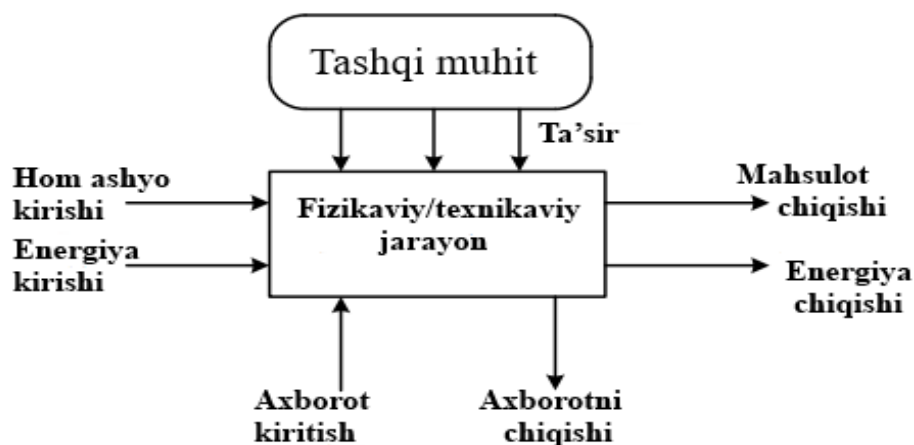 Tashqi muhit
Ta'sir
Hom ashyo
kirishi
Fizikaviy/texnikaviy
jarayon
Mahsulot
chiqishi
Energiya
kirishi
Energiya
chiqishi
Axborot
kiritish
Axborotni
chiqishi